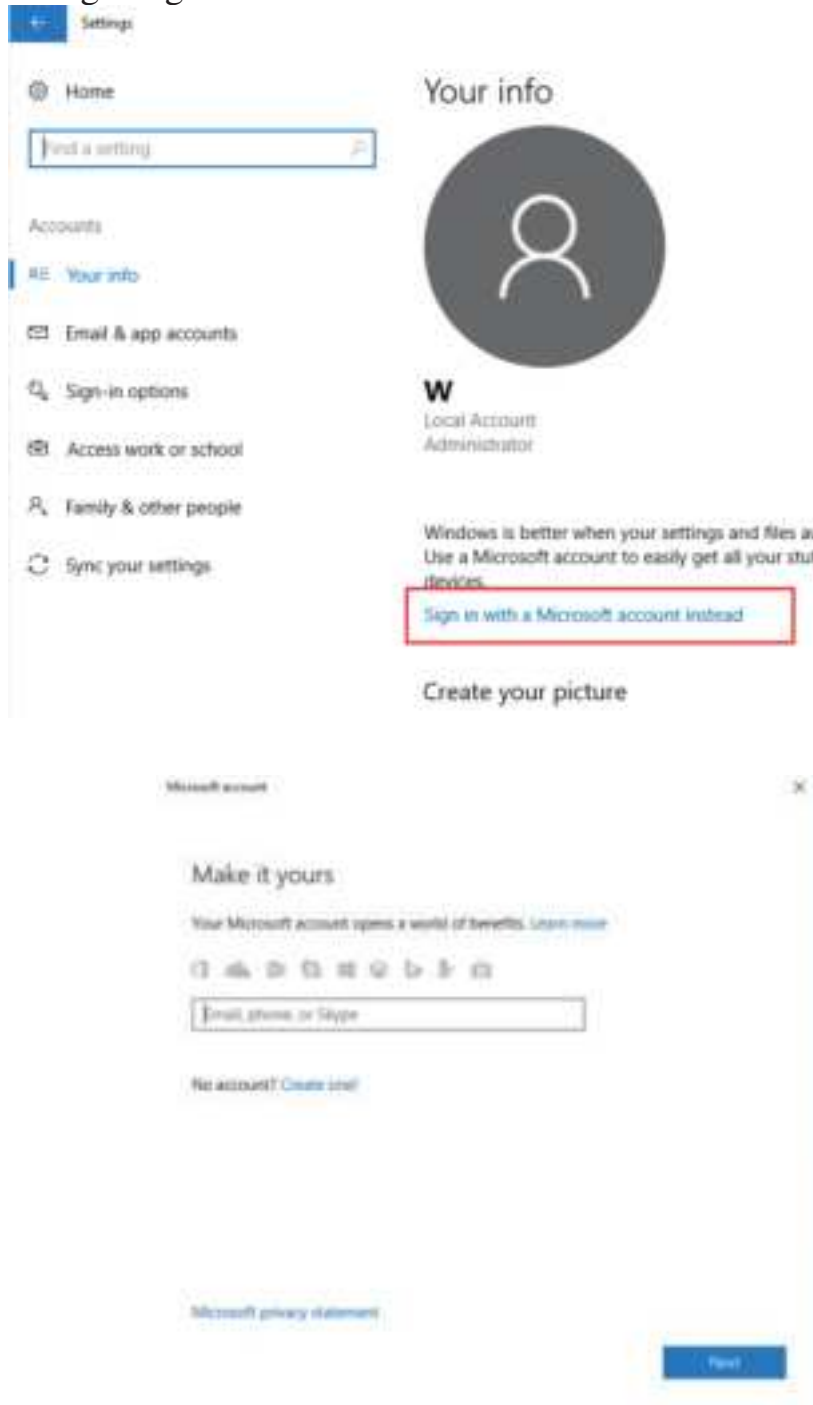 Settings
Home
Your info
Find a setting
Accounts
Your info
Email & app accounts
Sign-in options
Access work or school
Family & other people
Sync your settings
W
Local Account
Administrator
Windows is better when your settings and files
Use a Microsoft account to easily get all your
devices.
Sign in with a Microsoft account instead
Create your picture
Microsoft account
Make it yours
Your Microsoft account opens a world of benefits. Learn more
Email, phone, or Skype
No account? Create one!
Microsoft privacy statement
Next